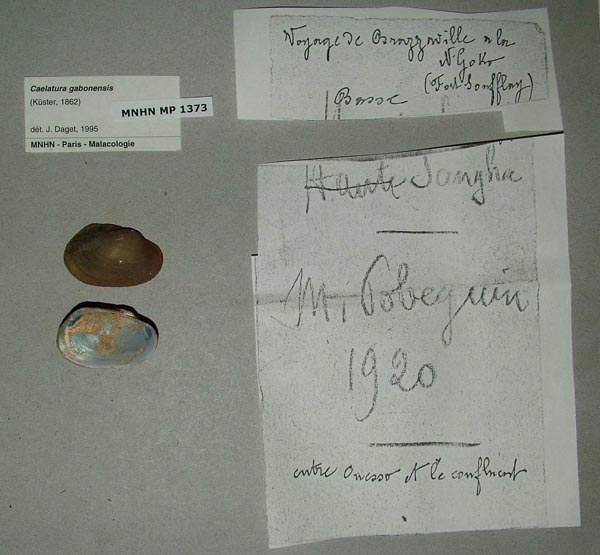 Caelatura gabonensis
(Küster, 1862)
dét. J. Daget, 1995
MNHN - Paris - Malacologie
MNHN MP 1373
Voyage de Brazzaville à la
N'Goko
(Fort Soufflay)
Basse
Haute Sangha
M. Pobeguin
1920
entre Ouesso et le confluent